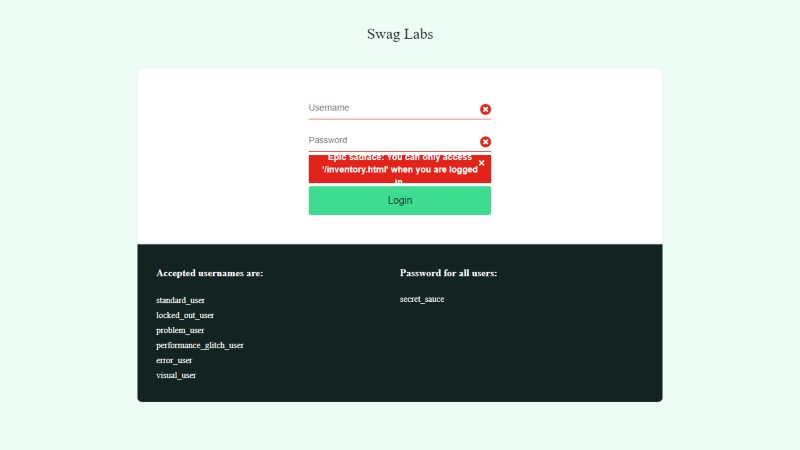 Swag Labs
Username
Password
Epic sadface: You can only access
'/inventory.html' when you are logged
in
Login
Accepted usernames are:
standard_user
locked_out_user
problem_user
performance_glitch_user
error_user
visual_user
Password for all users:
secret_sauce